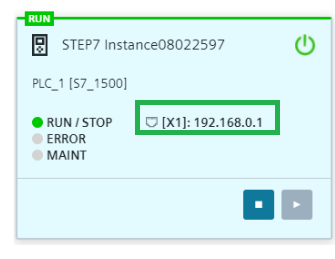 RUN
STEP7 Instance08022597
PLC_1 [S7_1500]
RUN / STOP
[X1]: 192.168.0.1
ERROR
MAINT